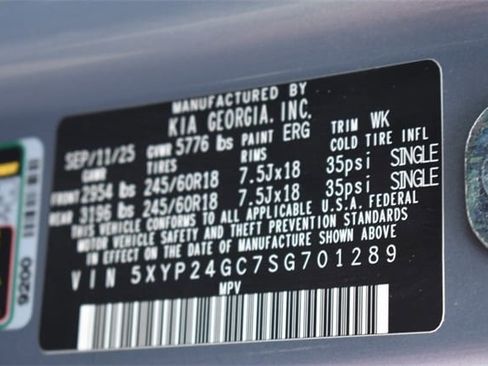 MANUFACTURED BY
KIA GEORGIA, INC.
SEP/11/25 GVWR 5776 lbs PAINT ERG TRIM WK
GAWR TIRES RIMS COLD TIRE INFL
FRONT 2954 lbs 245/60R18 7.5Jx18 35psi SINGLE
REAR 3196 lbs 245/60R18 7.5Jx18 35psi SINGLE
THIS VEHICLE CONFORMS TO ALL APPLICABLE U.S.A. FEDERAL
MOTOR VEHICLE SAFETY AND THEFT PREVENTION STANDARDS
IN EFFECT ON THE DATE OF MANUFACTURE SHOWN ABOVE
VIN 5XYP24GC7SG701289
MPV
9200